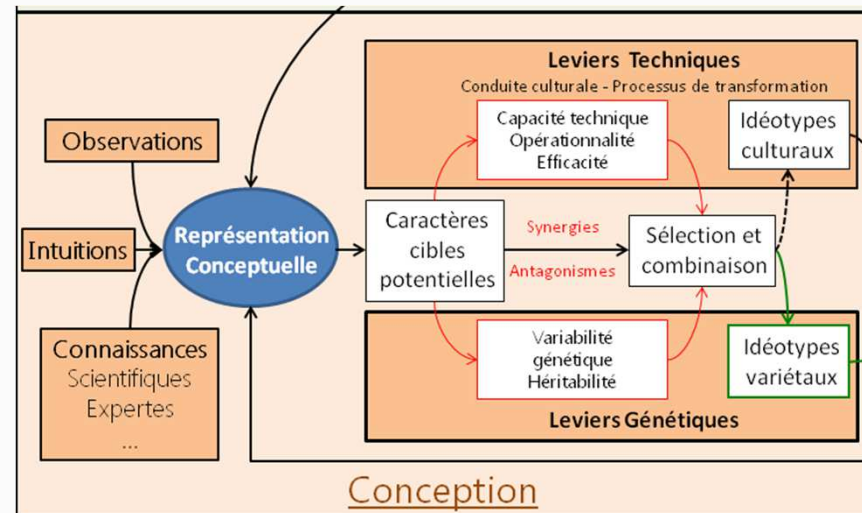 Leviers Techniques
Conduite culturale - Processus de transformation
Capacité technique
Opérationnalité
Efficacité
Idéotypes
culturaux
Observations
Intuitions
Connaissances
Scientifiques
Expertes
...
Représentation
Conceptuelle
Caractères
cibles
potentielles
Synergies
Antagonismes
Sélection et
combinaison
Variabilité
génétique
Héritabilité
Idéotypes
variétaux
Leviers Génétiques
Conception